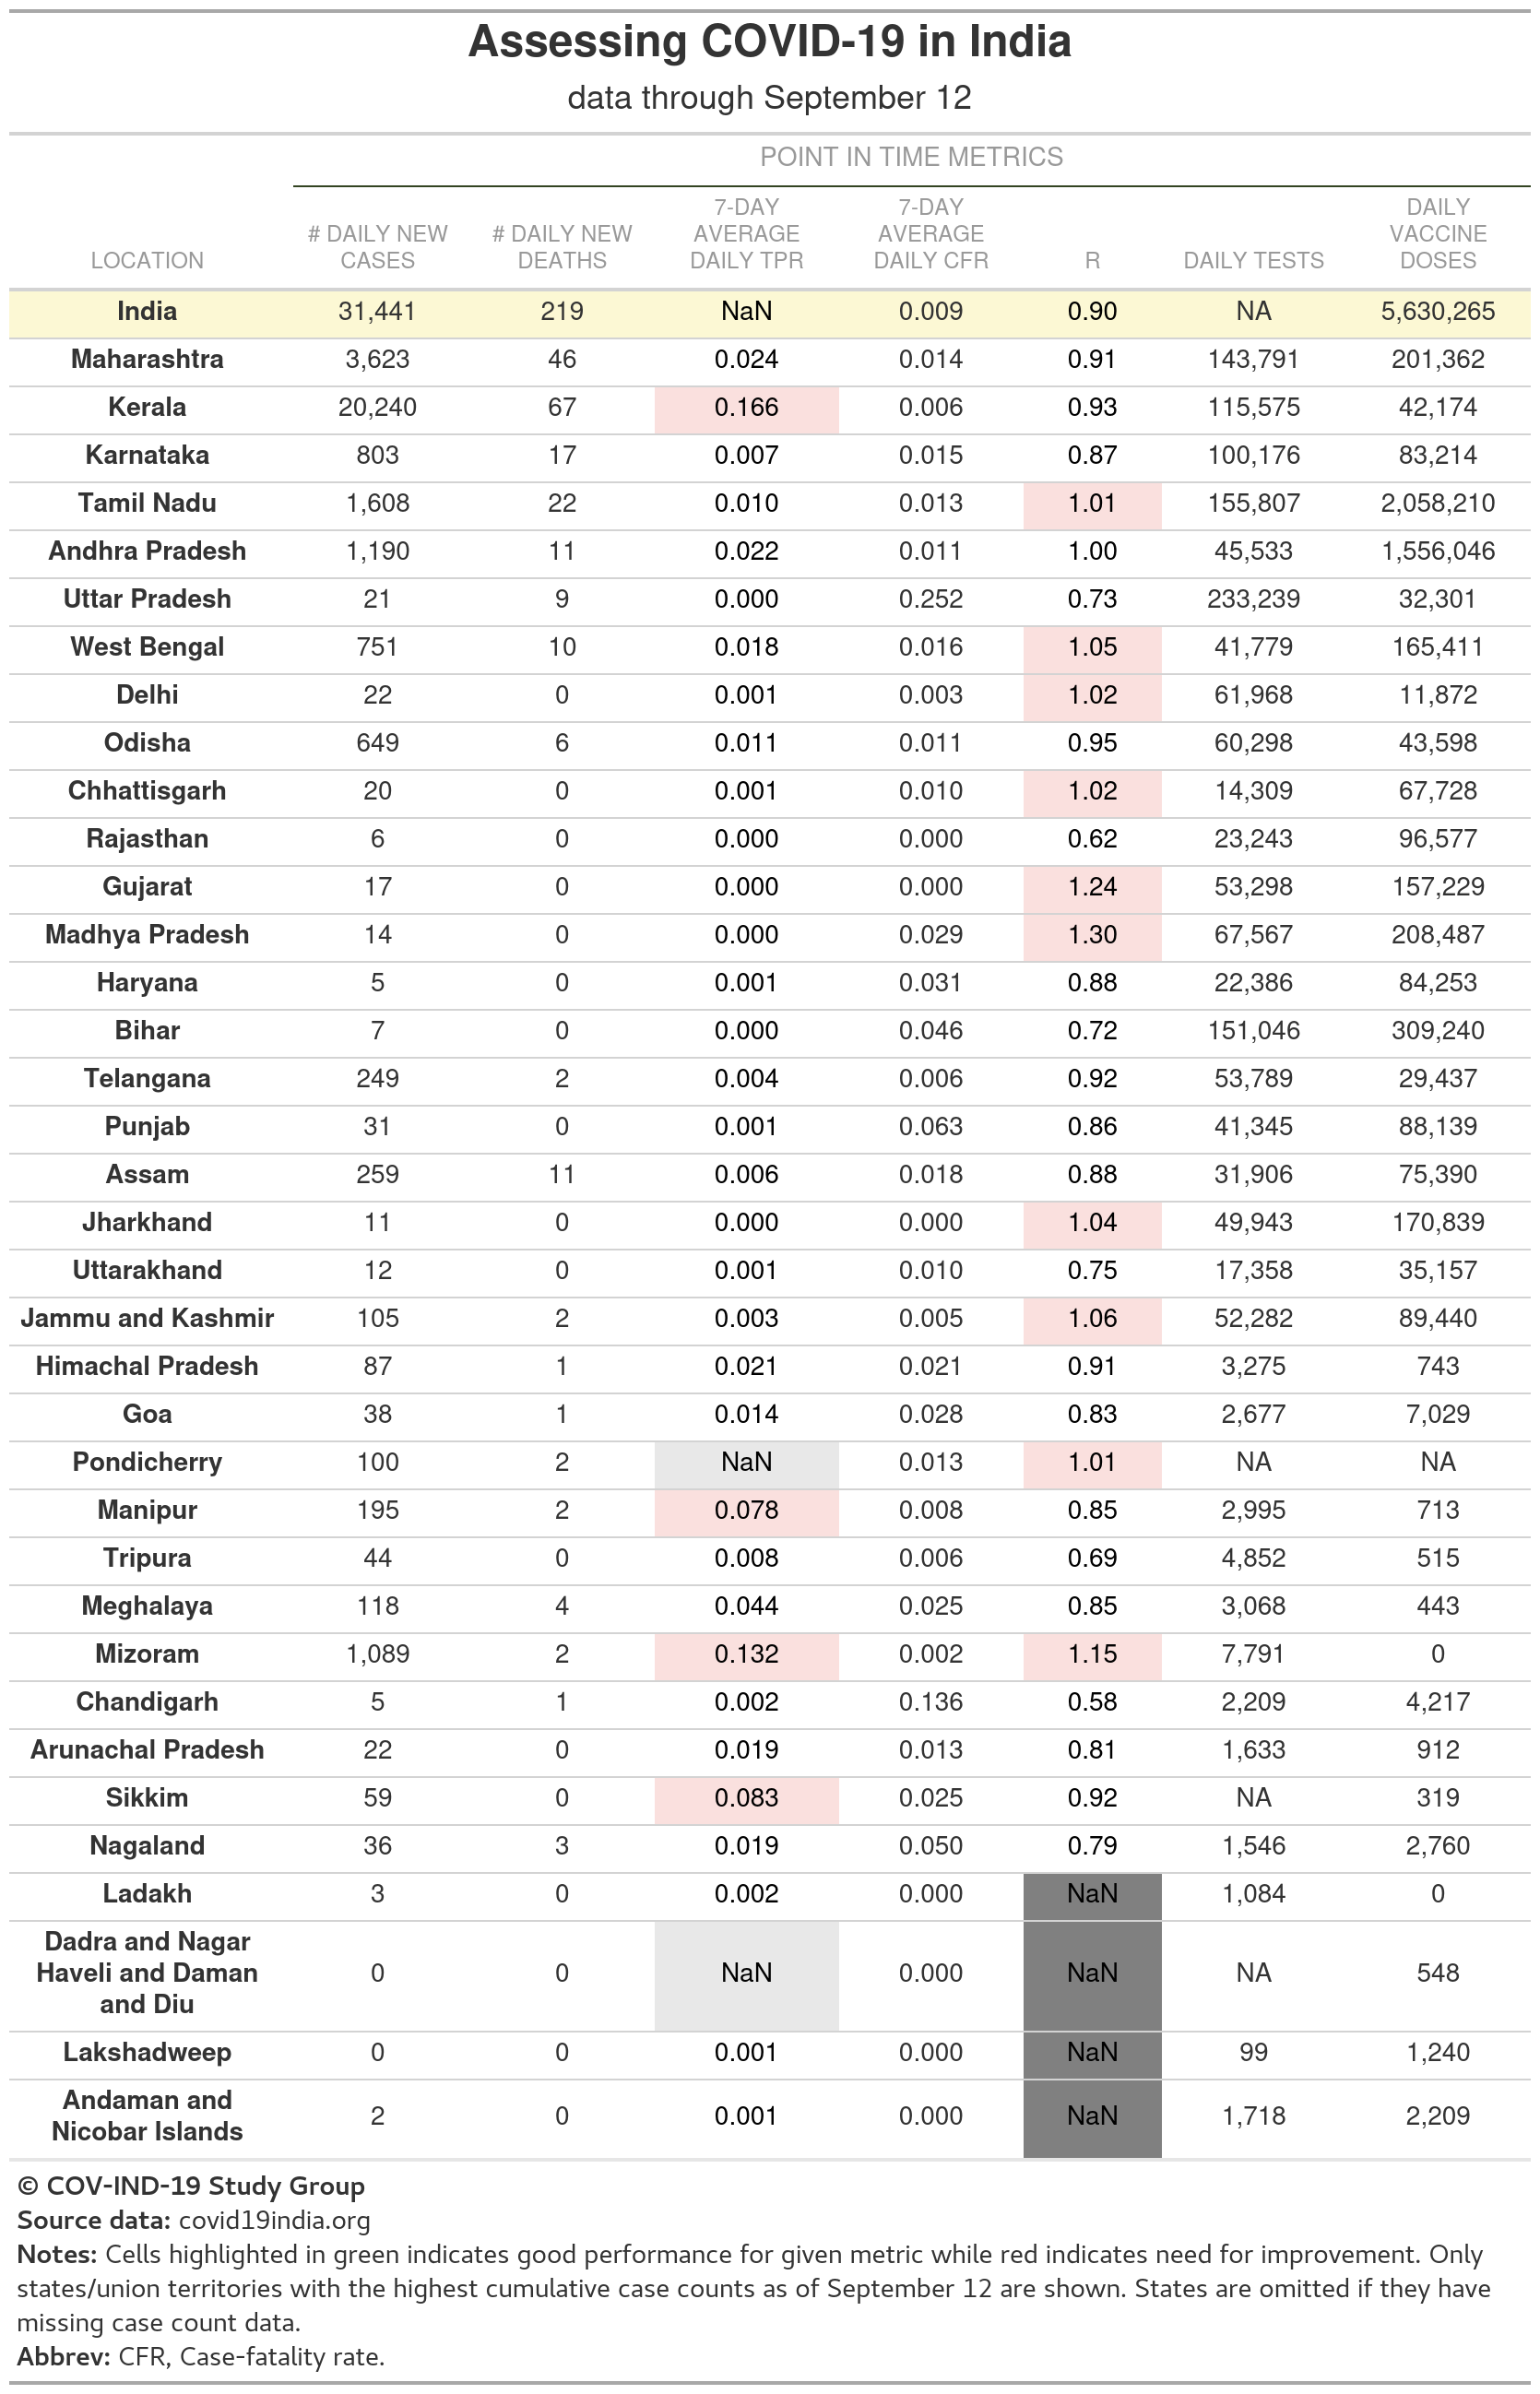 Assessing COVID-19 in India
data through September 12
POINT IN TIME METRICS
LOCATION # DAILY NEW CASES # DAILY NEW DEATHS 7-DAY AVERAGE DAILY TPR 7-DAY AVERAGE DAILY CFR R DAILY TESTS DAILY VACCINE DOSES
India 31,441 219 NaN 0.009 0.90 NA 5,630,265
Maharashtra 3,623 46 0.024 0.014 0.91 143,791 201,362
Kerala 20,240 67 0.166 0.006 0.93 115,575 42,174
Karnataka 803 17 0.007 0.015 0.87 100,176 83,214
Tamil Nadu 1,608 22 0.010 0.013 1.01 155,807 2,058,210
Andhra Pradesh 1,190 11 0.022 0.011 1.00 45,533 1,556,046
Uttar Pradesh 21 9 0.000 0.252 0.73 233,239 32,301
West Bengal 751 10 0.018 0.016 1.05 41,779 165,411
Delhi 22 0 0.001 0.003 1.02 61,968 11,872
Odisha 649 6 0.011 0.011 0.95 60,298 43,598
Chhattisgarh 20 0 0.001 0.010 1.02 14,309 67,728
Rajasthan 6 0 0.000 0.000 0.62 23,243 96,577
Gujarat 17 0 0.000 0.000 1.24 53,298 157,229
Madhya Pradesh 14 0 0.000 0.029 1.30 67,567 208,487
Haryana 5 0 0.001 0.031 0.88 22,386 84,253
Bihar 7 0 0.000 0.046 0.72 151,046 309,240
Telangana 249 2 0.004 0.006 0.92 53,789 29,437
Punjab 31 0 0.001 0.063 0.86 41,345 88,139
Assam 259 11 0.006 0.018 0.88 31,906 75,390
Jharkhand 11 0 0.000 0.000 1.04 49,943 170,839
Uttarakhand 12 0 0.001 0.010 0.75 17,358 35,157
Jammu and Kashmir 105 2 0.003 0.005 1.06 52,282 89,440
Himachal Pradesh 87 1 0.021 0.021 0.91 3,275 743
Goa 38 1 0.014 0.028 0.83 2,677 7,029
Pondicherry 100 2 NaN 0.013 1.01 NA NA
Manipur 195 2 0.078 0.008 0.85 2,995 713
Tripura 44 0 0.008 0.006 0.69 4,852 515
Meghalaya 118 4 0.044 0.025 0.85 3,068 443
Mizoram 1,089 2 0.132 0.002 1.15 7,791 0
Chandigarh 5 1 0.002 0.136 0.58 2,209 4,217
Arunachal Pradesh 22 0 0.019 0.013 0.81 1,633 912
Sikkim 59 0 0.083 0.025 0.92 NA 319
Nagaland 36 3 0.019 0.050 0.79 1,546 2,760
Ladakh 3 0 0.002 0.000 NaN 1,084 0
Dadra and Nagar Haveli and Daman and Diu 0 0 NaN 0.000 NaN NA 548
Lakshadweep 0 0 0.001 0.000 NaN 99 1,240
Andaman and Nicobar Islands 2 0 0.001 0.000 NaN 1,718 2,209
© COV-IND-19 Study Group
Source data: covid19india.org
Notes: Cells highlighted in green indicates good performance for given metric while red indicates need for improvement. Only
states/union territories with the highest cumulative case counts as of September 12 are shown. States are omitted if they have
missing case count data.
Abbrev: CFR, Case-fatality rate.